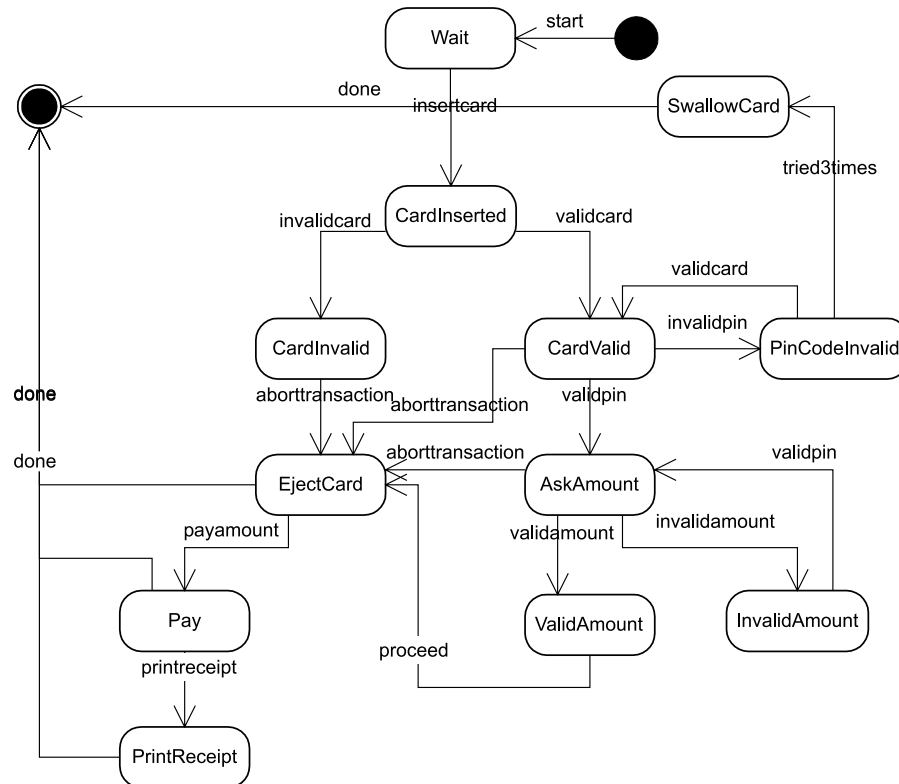 start
Wait
done
insertcard
SwallowCard
tried3times
CardInserted
invalidcard
validcard
validcard
invalidpin
CardInvalid
CardValid
PinCodeInvalid
aborttransaction
validpin
done
aborttransaction
aborttransaction
validpin
done
EjectCard
AskAmount
payamount
validamount
invalidamount
Pay
ValidAmount
InvalidAmount
proceed
printreceipt
PrintReceipt